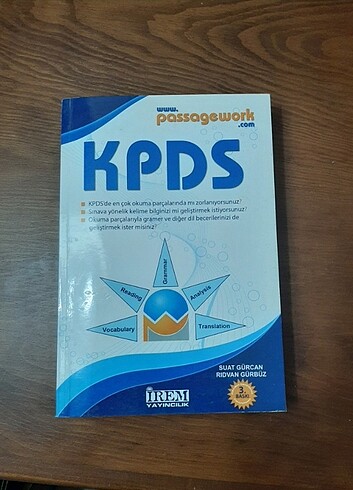 www.
passagework
.com
KPDS
KPDS'de en çok okuma parçalarında mı zorlanıyorsunuz?
Sınava yönelik kelime bilginizi mi geliştirmek istiyorsunuz?
Okuma parçalarıyla gramer ve diğer dil becerilerinizi de
geliştirmek ister misiniz?
Grammar
Reading
Analysis
Vocabulary
Translation
SUAT GÜRCAN
RIDVAN GÜRBÜZ
3.
BASKI
İREM
YAYINCILIK